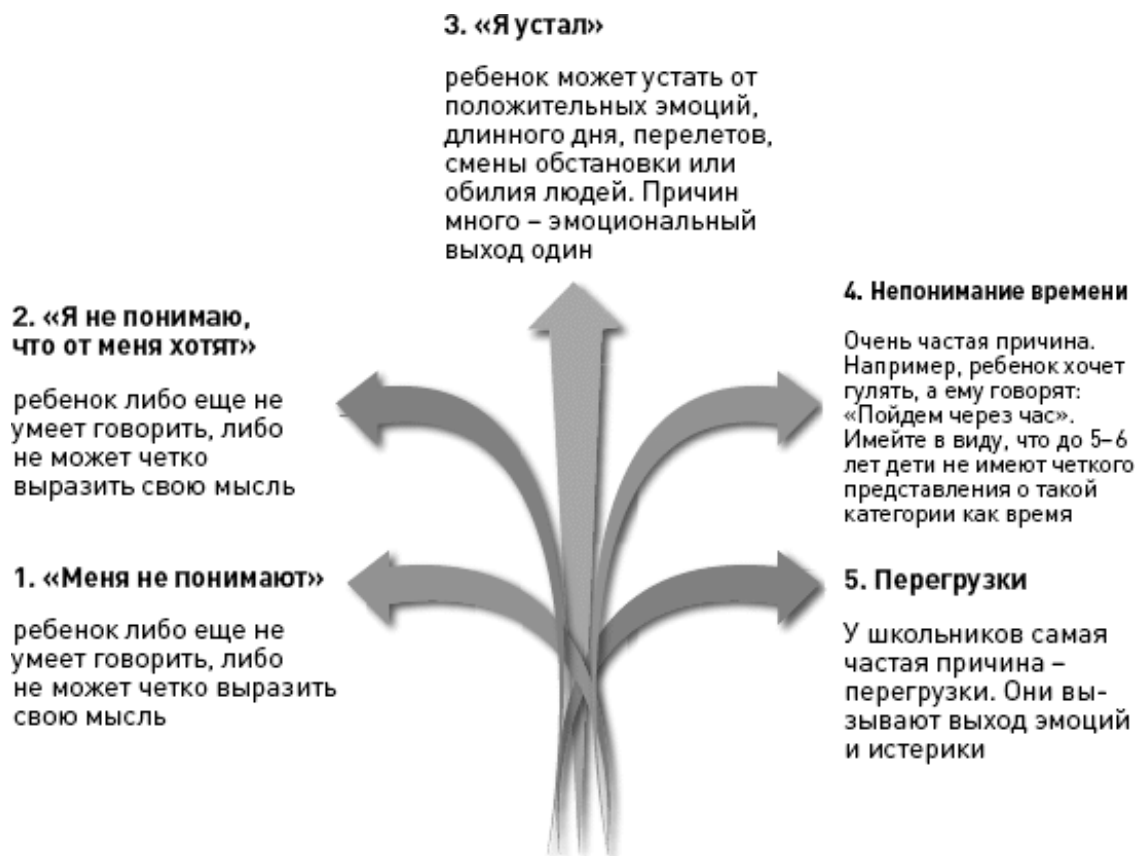 3. «Я устал»
ребенок может устать от
положительных эмоций,
длинного дня, перелетов,
смены обстановки или
обилия людей. Причин
много – эмоциональный
выход один
2. «Я не понимаю,
что от меня хотят»
ребенок либо еще не
умеет говорить, либо
не может четко
выразить свою мысль
1. «Меня не понимают»
ребенок либо еще не
умеет говорить, либо
не может четко выразить
свою мысль
4. Непонимание времени
Очень частая причина.
Например, ребенок хочет
гулять, а ему говорят:
«Пойдем через час».
Имейте в виду, что до 5–6
лет дети не имеют четкого
представления о такой
категории как время
5. Перегрузки
У школьников самая
частая причина –
перегрузки. Они вы-
зывают выход эмоций
и истерики